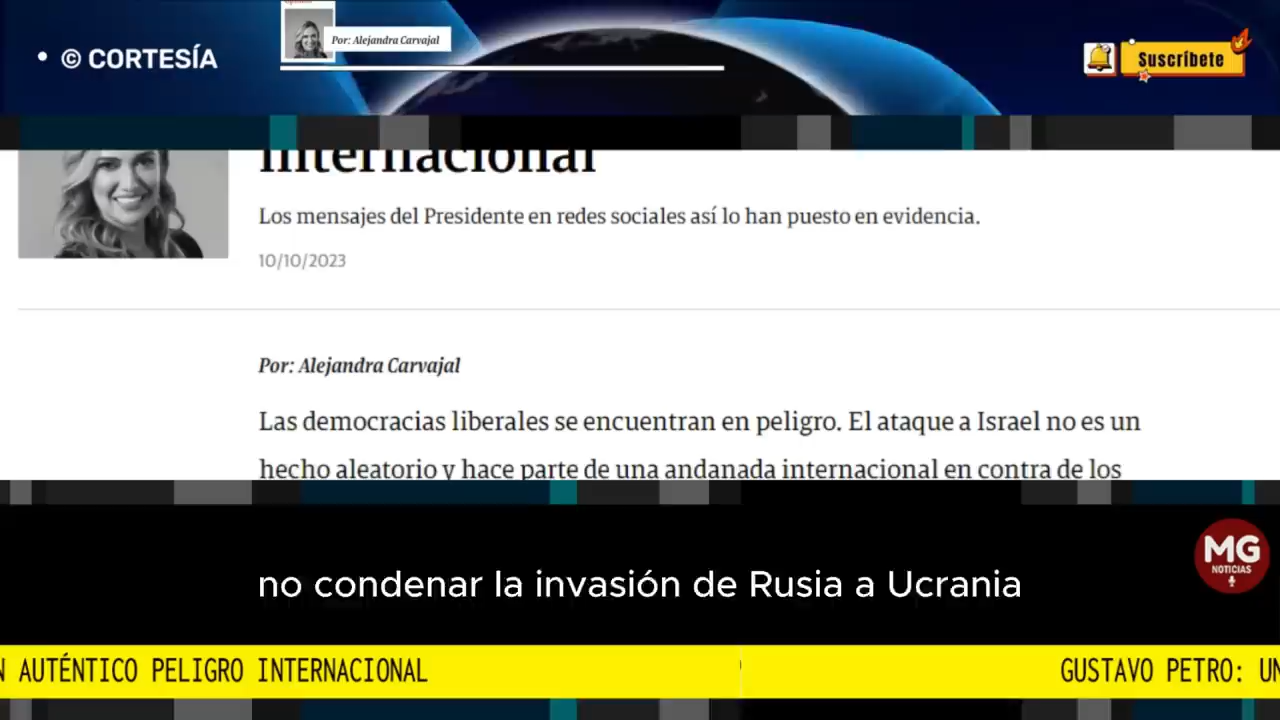 • © CORTESÍA
Por: Alejandra Carvajal
Suscríbete
internacional
Los mensajes del Presidente en redes sociales así lo han puesto en evidencia.
10/10/2023
Por: Alejandra Carvajal
Las democracias liberales se encuentran en peligro. El ataque a Israel no es un
hecho aleatorio y hace parte de una andanada internacional en contra de los
no condenar la invasión de Rusia a Ucrania
MG
NOTICIAS
N AUTÉNTICO PELIGRO INTERNACIONAL
GUSTAVO PETRO: UN